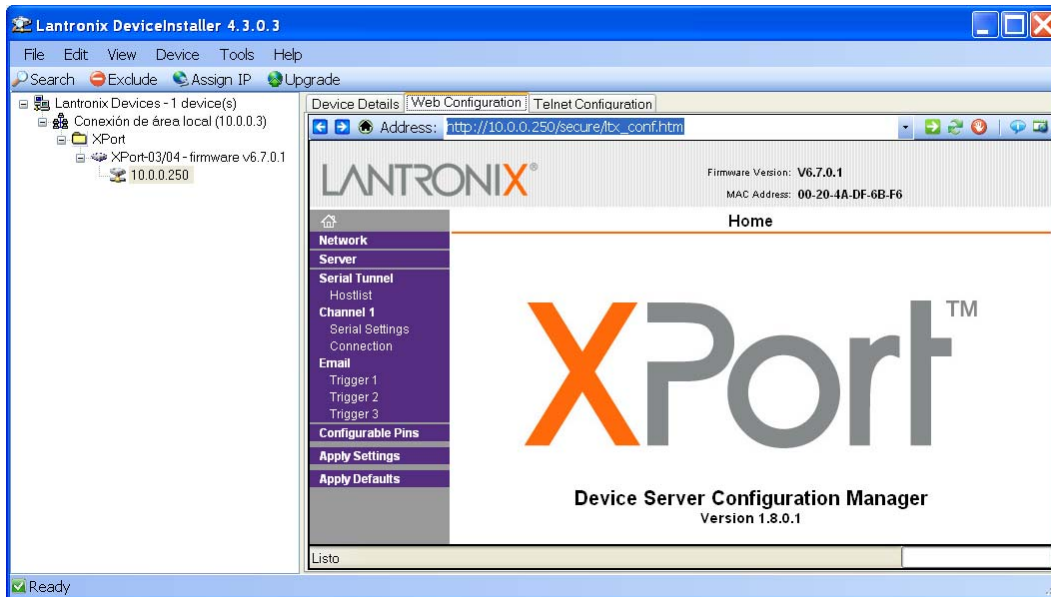 Lantronix DeviceInstaller 4.3.0.3
File Edit View Device Tools Help
Search Exclude Assign IP Upgrade
Lantronix Devices - 1 device(s)
Conexión de área local (10.0.0.3)
XPort
XPort-03/04 - firmware v6.7.0.1
10.0.0.250
Device Details Web Configuration Telnet Configuration
Address: http://10.0.0.250/secure/ltx_conf.htm
LANTRONIX®
Firmware Version: V6.7.0.1
MAC Address: 00-20-4A-DF-6B-F6
Home
Network
Server
Serial Tunnel
Hostlist
Channel 1
Serial Settings
Connection
Email
Trigger 1
Trigger 2
Trigger 3
Configurable Pins
Apply Settings
Apply Defaults
XPort™
Device Server Configuration Manager
Version 1.8.0.1
Listo
Ready